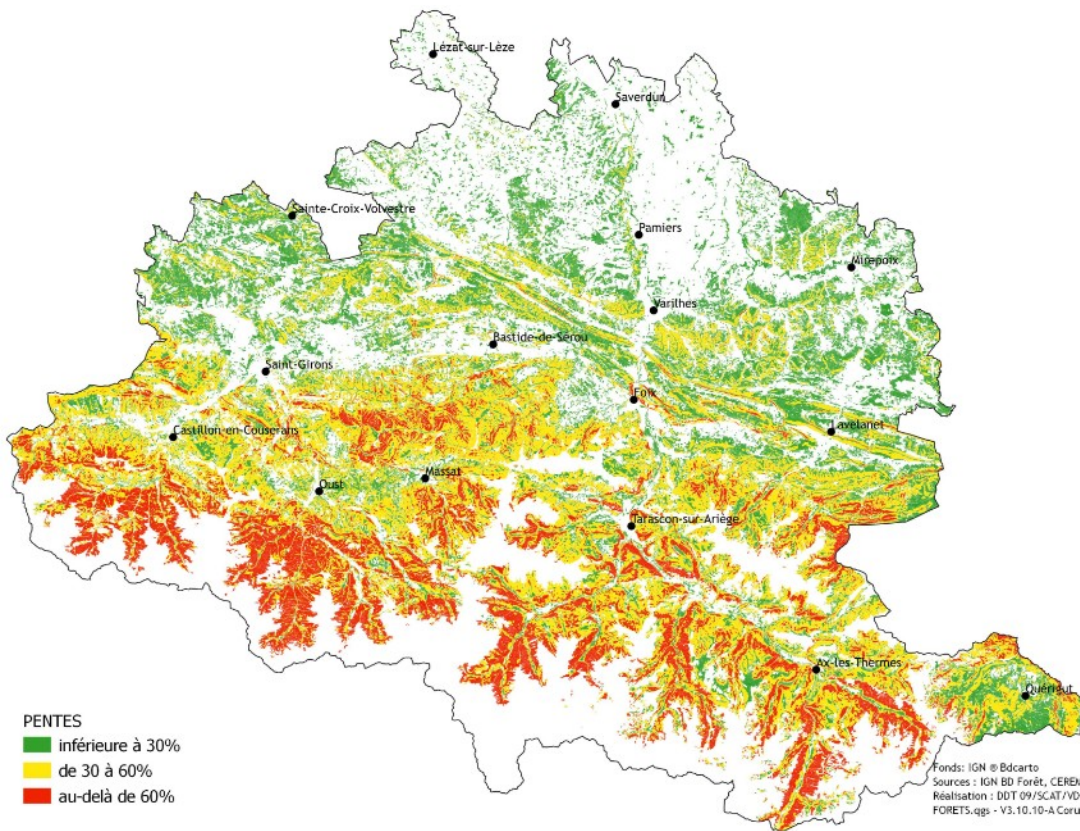 Lézat-sur-Lèze
Saverdun
Sainte-Croix-Volvestre
Pamiers
Mirepoix
Varilhes
Bastide-de-Sérou
Saint-Girons
Foix
Castillon-en-Couserans
Lavelanet
Massat
Oust
Tarascon-sur-Ariège
Ax-les-Thermes
Quérigut
PENTES
inférieure à 30%
de 30 à 60%
au-delà de 60%
Fonds: IGN ® Bdcarto
Sources : IGN BD Forêt, CEREM
Réalisation : DDT 09/SCAT/VD
FORETS.qgs - V3.10.10-A Coru